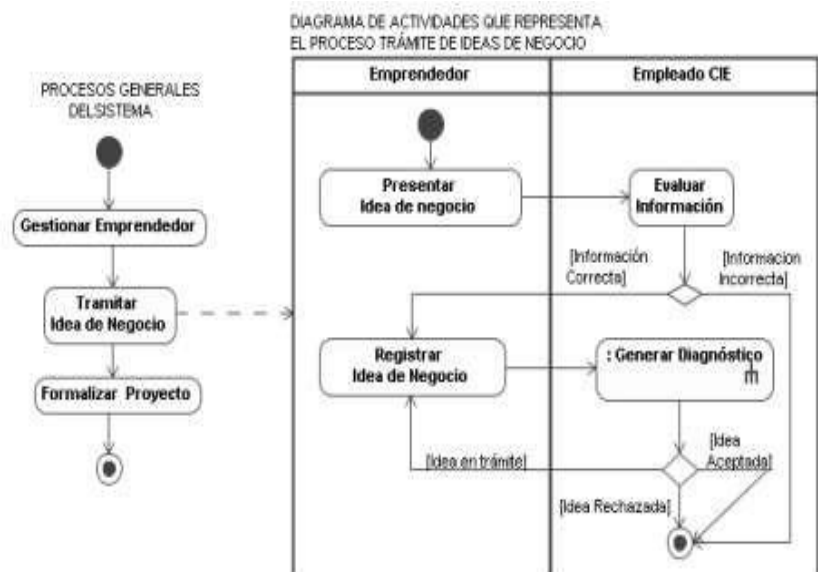 DIAGRAMA DE ACTIVIDADES QUE REPRESENTA
EL PROCESO TRÁMITE DE IDEAS DE NEGOCIO
PROCESOS GENERALES
DELSISTEMA
Gestionar Emprendedor
Tramitar
Idea de Negocio
Formalizar Proyecto
Emprendedor
Empleado CIE
Presentar
Idea de negocio
Evaluar
Información
[Información
Correcta]
[Informacion
Incorrecta]
Registrar
Idea de Negocio
: Generar Diagnóstico
[Idea en trámite]
[Idea
Aceptada]
[Idea Rechazada]